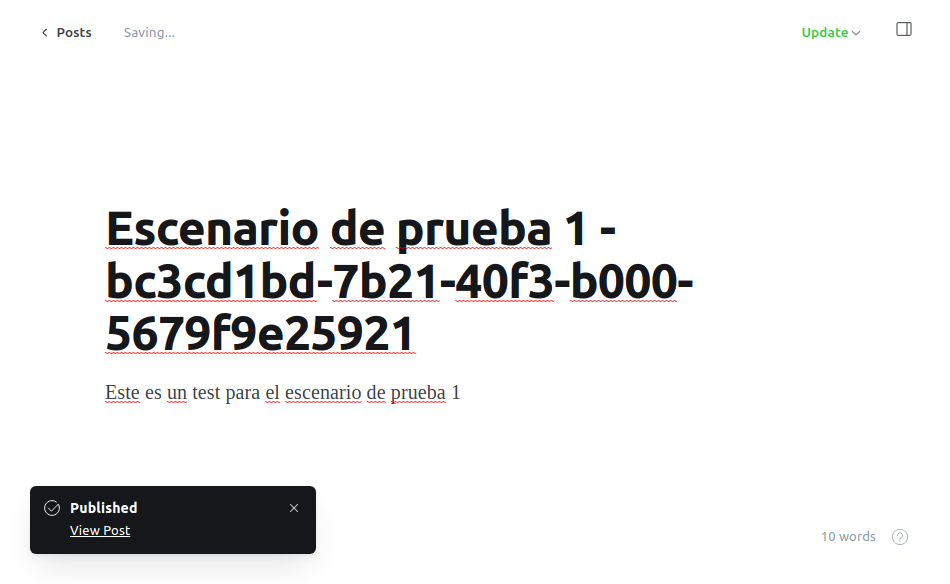 Posts Saving... Update
Escenario de prueba 1 -
bc3cd1bd-7b21-40f3-b000-
5679f9e25921
Este es un test para el escenario de prueba 1
Published
View Post
10 words ?